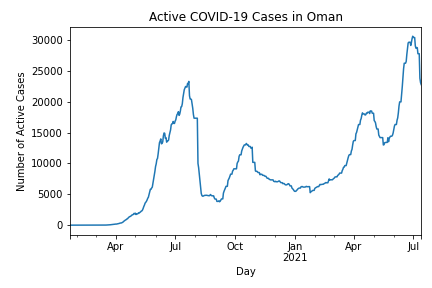 Active COVID-19 Cases in Oman
Number of Active Cases
30000
25000
20000
15000
10000
5000
0
Apr Jul Oct Jan Apr Jul
2021
Day